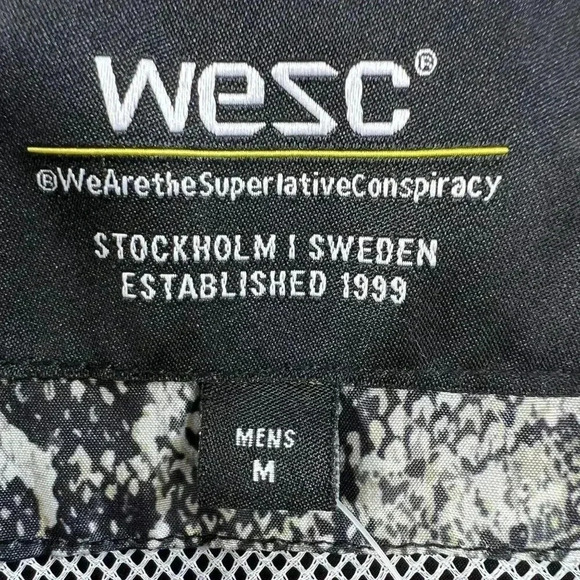 wesc®
®WeAretheSuperlativeConspiracy
STOCKHOLM | SWEDEN
ESTABLISHED 1999
MENS
M